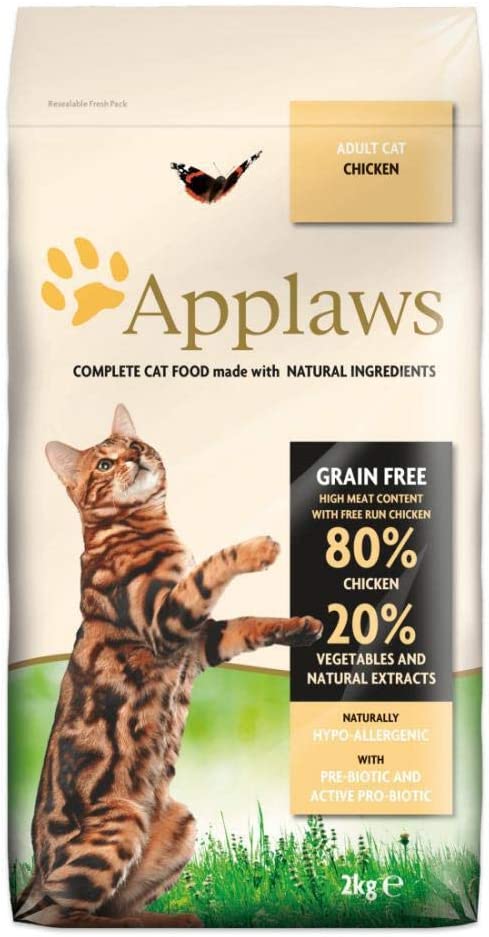 Resealable Fresh Pack
ADULT CAT
CHICKEN
Applaws
COMPLETE CAT FOOD made with NATURAL INGREDIENTS
GRAIN FREE
HIGH MEAT CONTENT
WITH FREE RUN CHICKEN
80%
CHICKEN
20%
VEGETABLES AND
NATURAL EXTRACTS
NATURALLY
HYPO-ALLERGENIC
WITH
PRE-BIOTIC AND
ACTIVE PRO-BIOTIC
2kg ℮